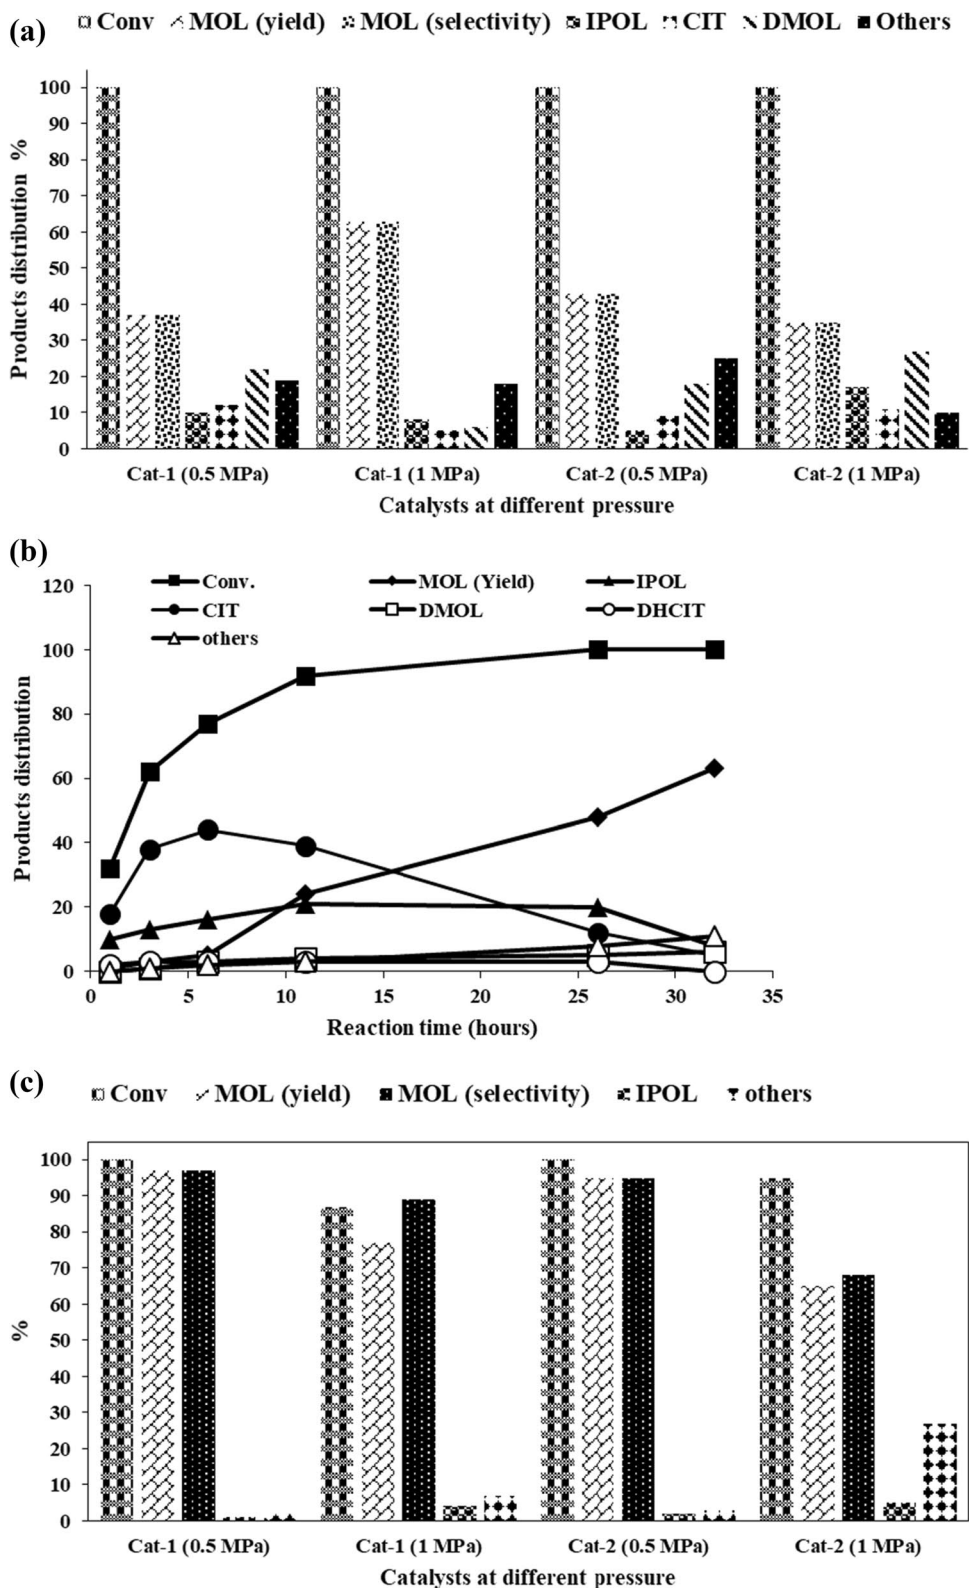 (a)
Conv MOL (yield) MOL (selectivity) IPOL CIT DMOL Others
Products distribution %
100
90
80
70
60
50
40
30
20
10
0
Cat-1 (0.5 MPa) Cat-1 (1 MPa) Cat-2 (0.5 MPa) Cat-2 (1 MPa)
Catalysts at different pressure
(b)
Conv. MOL (Yield) IPOL
CIT DMOL DHCIT
others
Products distribution
120
100
80
60
40
20
0
0 5 10 15 20 25 30 35
Reaction time (hours)
(c)
Conv MOL (yield) MOL (selectivity) IPOL others
%
100
90
80
70
60
50
40
30
20
10
0
Cat-1 (0.5 MPa) Cat-1 (1 MPa) Cat-2 (0.5 MPa) Cat-2 (1 MPa)
Catalysts at different pressure